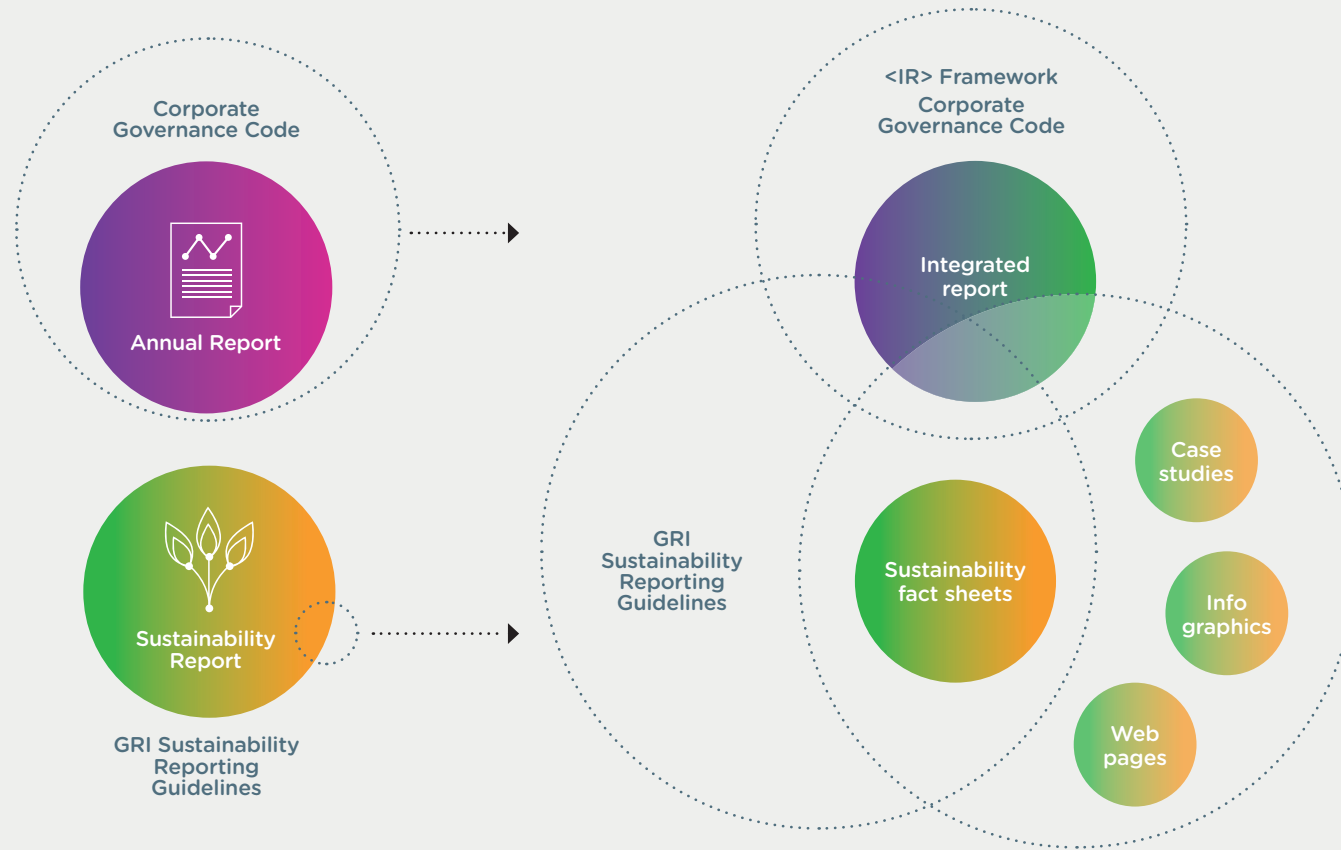 Corporate
Governance Code
Annual Report
Sustainability
Report
GRI Sustainability
Reporting
Guidelines
<IR> Framework
Corporate
Governance Code
Integrated
report
GRI
Sustainability
Reporting
Guidelines
Sustainability
fact sheets
Case
studies
Info
graphics
Web
pages